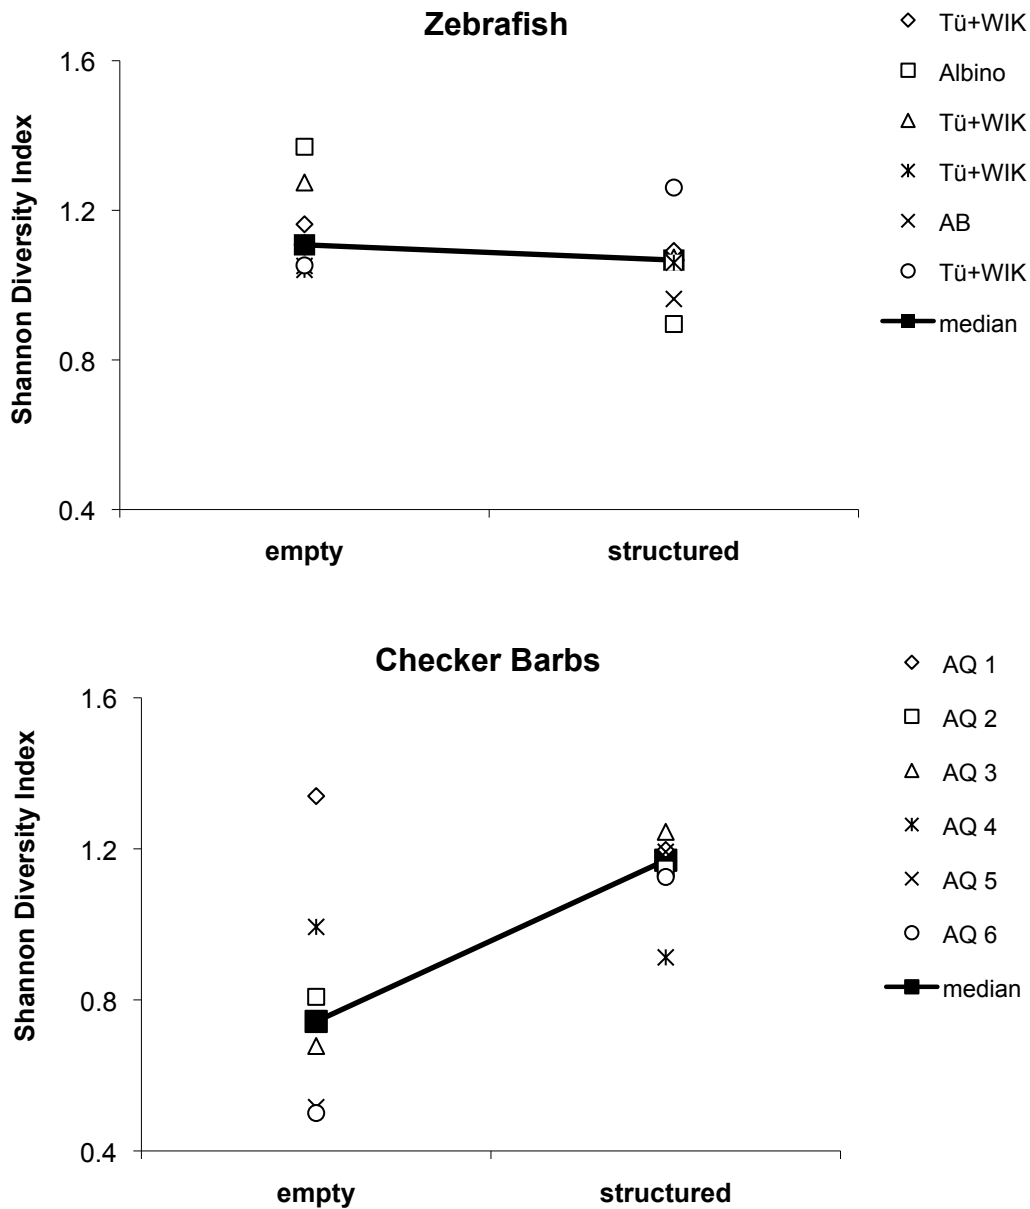 Zebrafish
Shannon Diversity Index
1.6
1.2
0.8
0.4
empty
structured
Tü+WIK
Albino
Tü+WIK
Tü+WIK
AB
Tü+WIK
median
Checker Barbs
Shannon Diversity Index
1.6
1.2
0.8
0.4
empty
structured
AQ 1
AQ 2
AQ 3
AQ 4
AQ 5
AQ 6
median